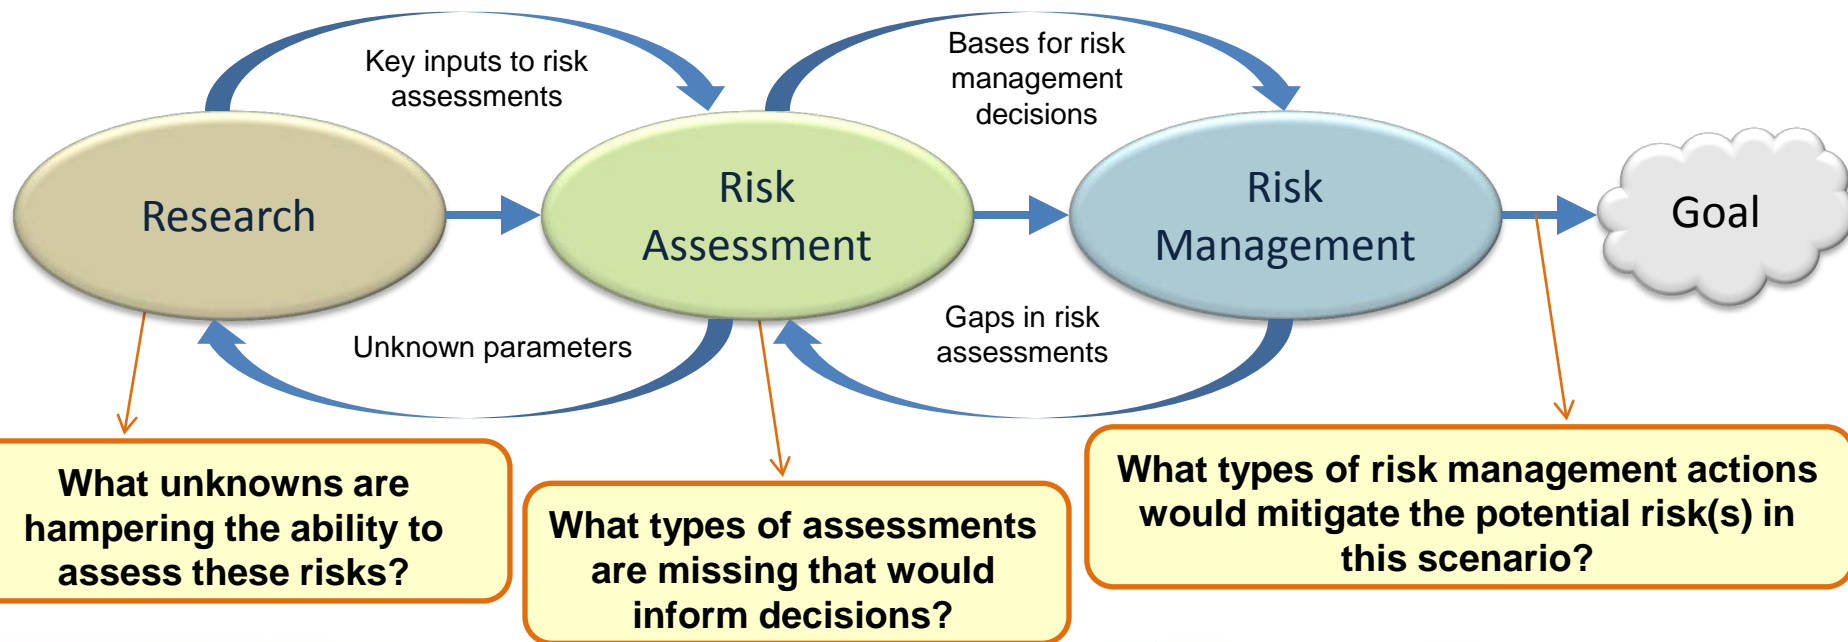 Key inputs to risk
assessments
Bases for risk
management
decisions
Research
Risk
Assessment
Risk
Management
Goal
Unknown parameters
Gaps in risk
assessments
What unknowns are
hampering the ability to
assess these risks?
What types of assessments
are missing that would
inform decisions?
What types of risk management actions
would mitigate the potential risk(s) in
this scenario?